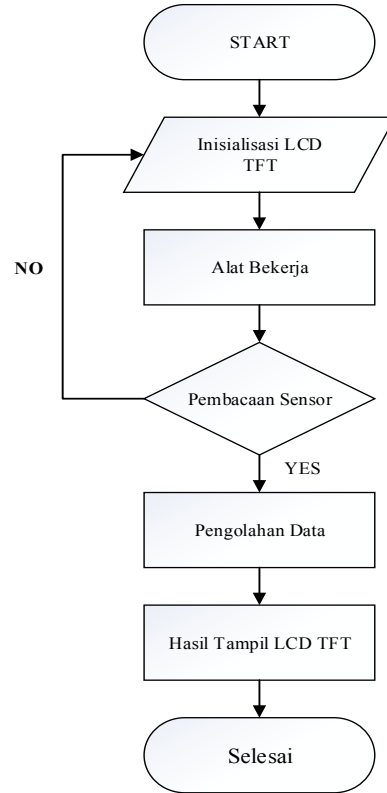 START
Inisialisasi LCD
TFT
Alat Bekerja
NO
Pembacaan Sensor
YES
Pengolahan Data
Hasil Tampil LCD TFT
Selesai